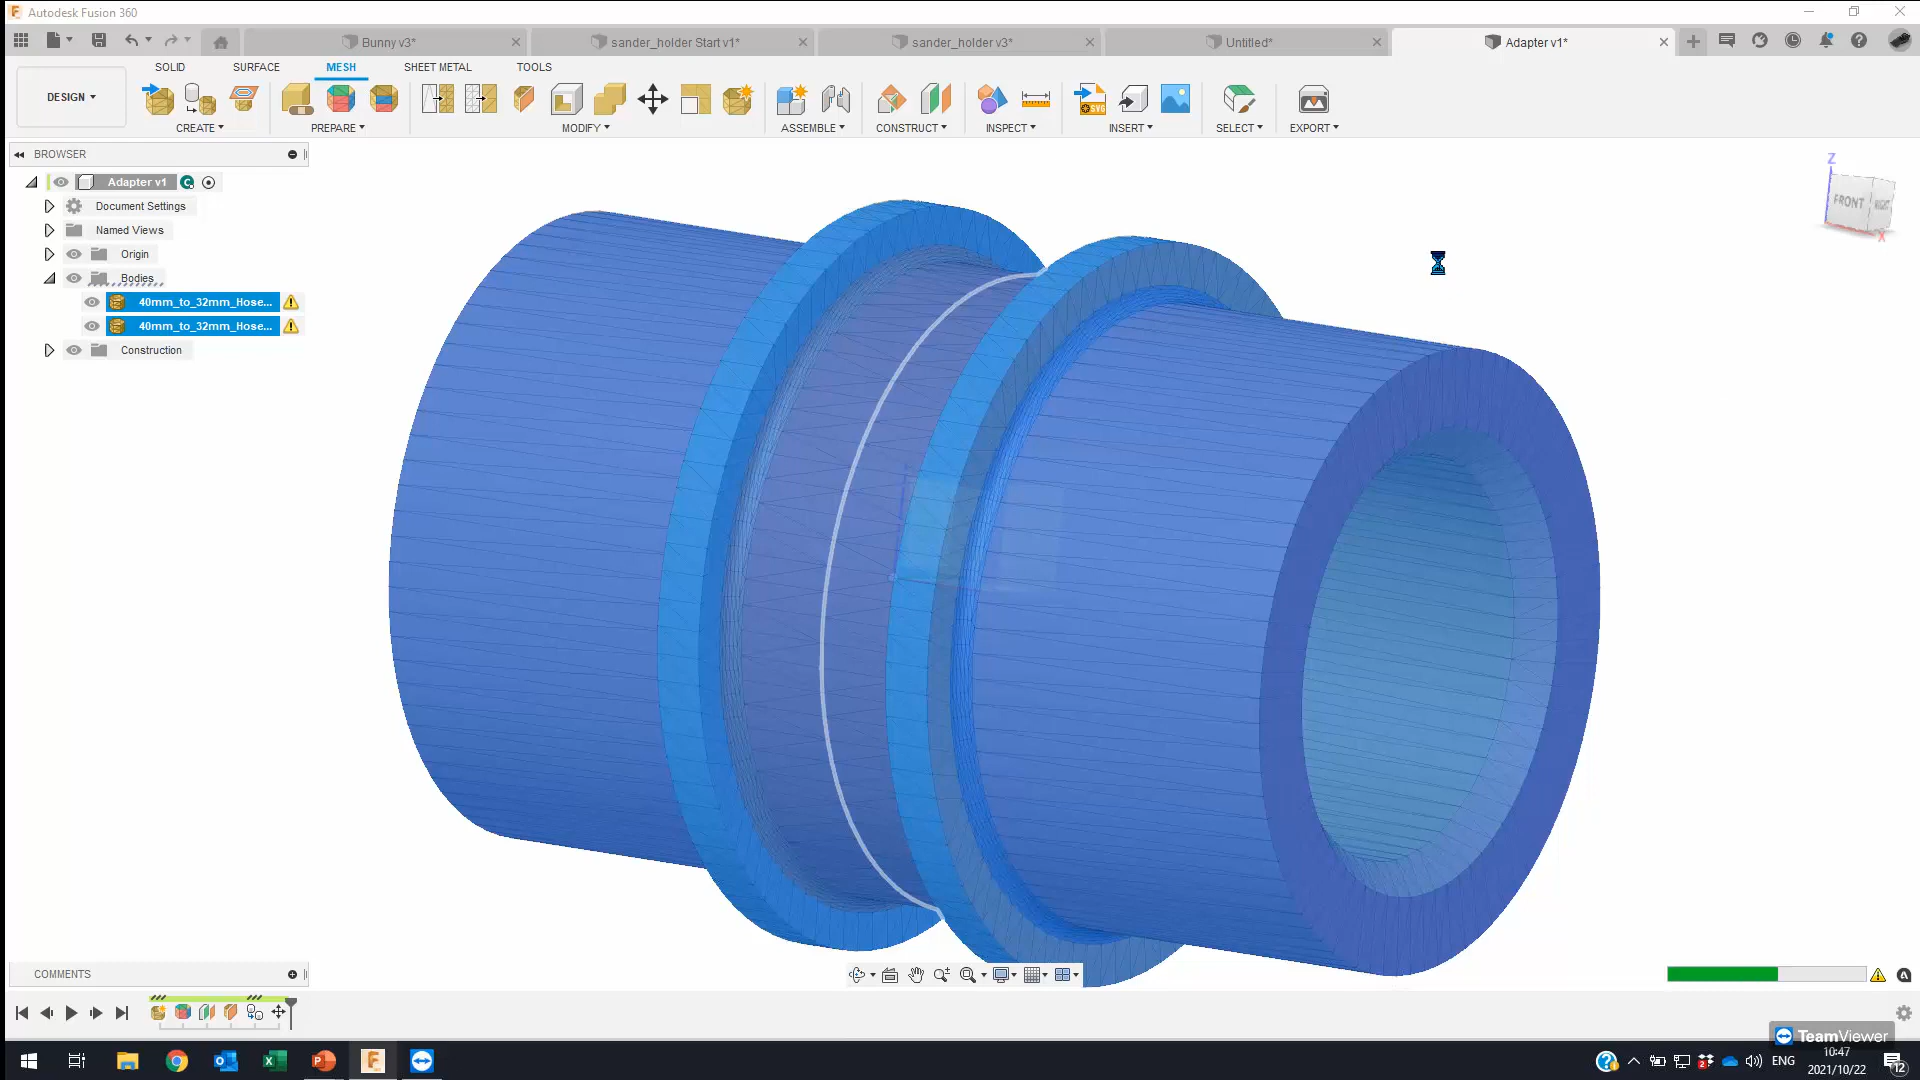 Autodesk Fusion 360
Bunny v3*
sander_holder Start v1*
sander_holder v3*
Untitled*
Adapter v1*
SOLID
SURFACE
MESH
SHEET METAL
TOOLS
DESIGN
CREATE
PREPARE
MODIFY
ASSEMBLE
CONSTRUCT
INSPECT
INSERT
SELECT
EXPORT
BROWSER
Adapter v1
Document Settings
Named Views
Origin
Bodies
40mm_to_32mm_Hose...
40mm_to_32mm_Hose...
Construction
Z
FRONT
RIGHT
X
COMMENTS
TeamViewer
ENG
10:47
2021/10/22
12